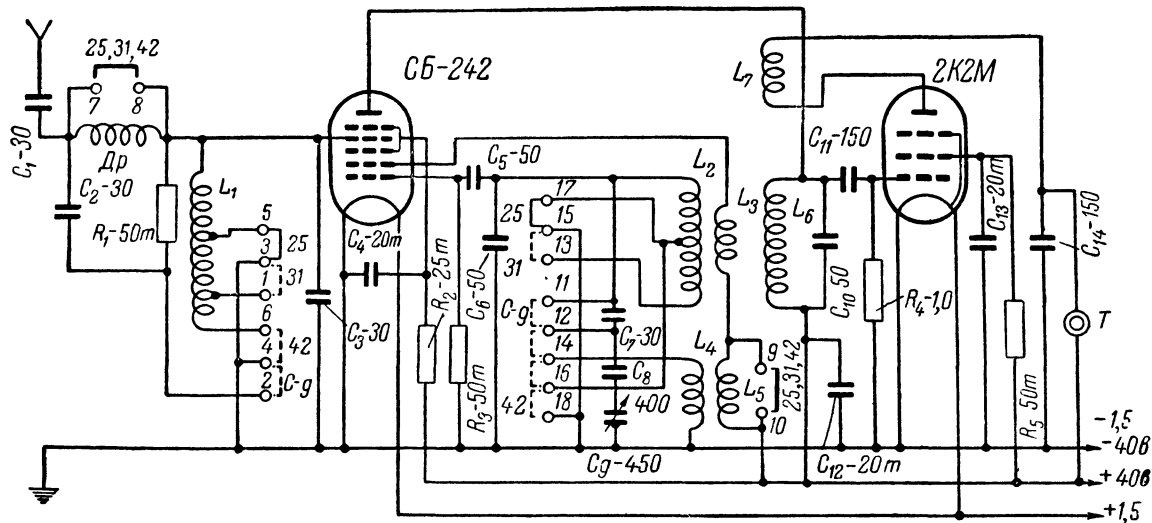 25,31,42
7 8
C₁-30
Др
C₂-30
R₁-50т
L₁
5
3
25
1
31
6
4
42
2
С-д
C₃-30
СБ-242
C₄-20т
R₂-25т
R₃-50т
C₅-50
C₆-50
17
25
15
13
31
11
С-д
12
C₇-30
14
16
C₈
42
18
400
C₉-450
L₂
L₃
L₄
L₅
9
10
25,31,42
L₆
L₇
C₁₀ 50
C₁₁-150
C₁₂-20т
2К2М
R₄-1,0
C₁₃-20т
R₅ 50т
C₁₄-150
Т
-1,5
-40в
+40в
+1,5